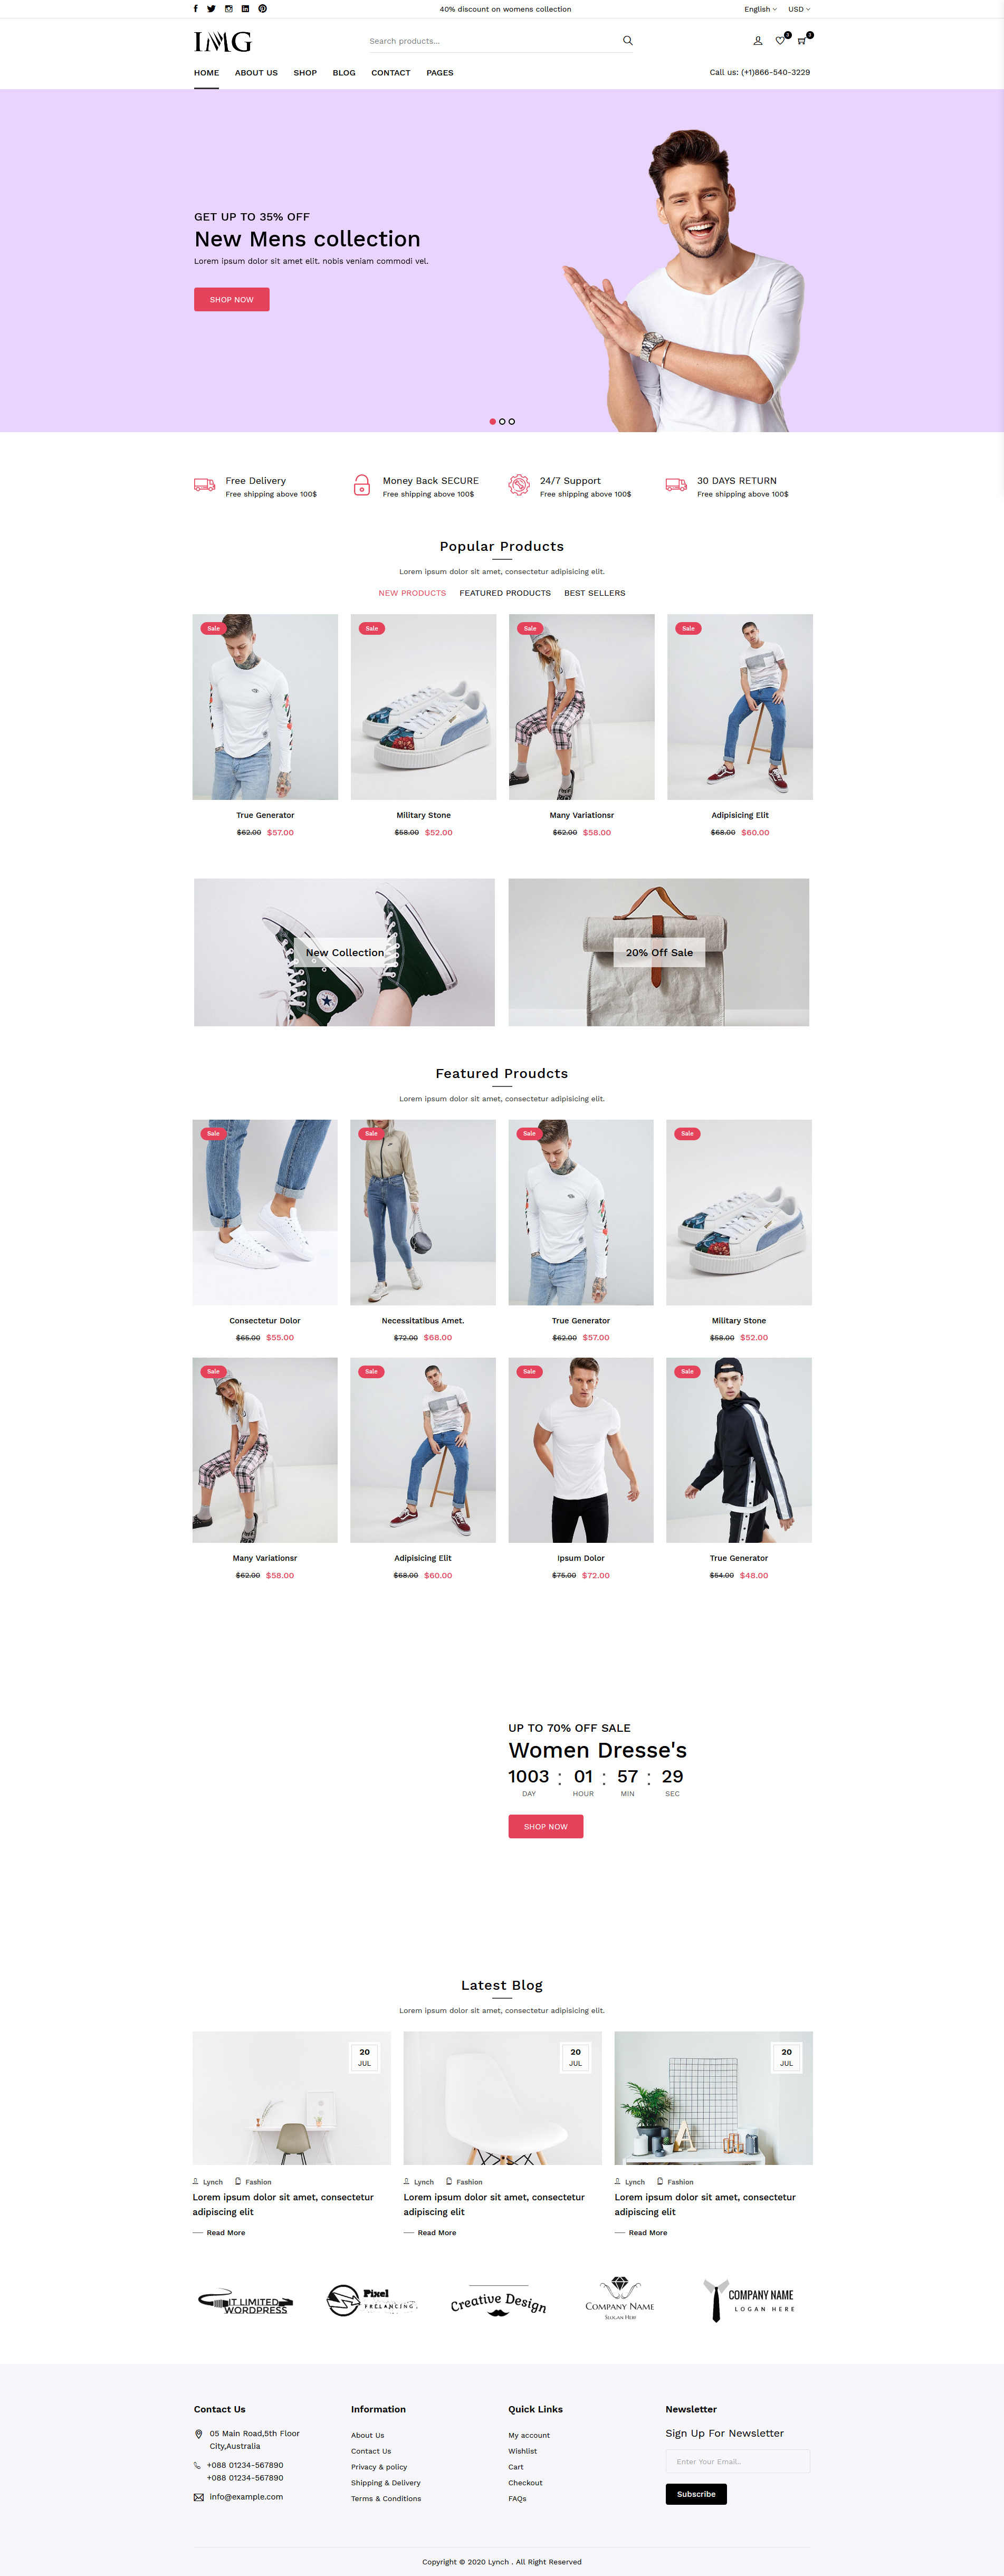 40% discount on womens collection
English
USD
IMG
Search products...
3
3
HOME
ABOUT US
SHOP
BLOG
CONTACT
PAGES
Call us: (+1)866-540-3229
GET UP TO 35% OFF
New Mens collection
Lorem ipsum dolor sit amet elit. nobis veniam commodi vel.
SHOP NOW
Free Delivery
Free shipping above 100$
Money Back SECURE
Free shipping above 100$
24/7 Support
Free shipping above 100$
30 DAYS RETURN
Free shipping above 100$
Popular Products
Lorem ipsum dolor sit amet, consectetur adipisicing elit.
NEW PRODUCTS
FEATURED PRODUCTS
BEST SELLERS
Sale
Sale
Sale
Sale
True Generator
$62.00 $57.00
Military Stone
$58.00 $52.00
Many Variationsr
$62.00 $58.00
Adipisicing Elit
$68.00 $60.00
New Collection
20% Off Sale
Featured Proudcts
Lorem ipsum dolor sit amet, consectetur adipisicing elit.
Sale
Sale
Sale
Sale
Consectetur Dolor
$65.00 $55.00
Necessitatibus Amet.
$72.00 $68.00
True Generator
$62.00 $57.00
Military Stone
$58.00 $52.00
Sale
Sale
Sale
Sale
Many Variationsr
$62.00 $58.00
Adipisicing Elit
$68.00 $60.00
Ipsum Dolor
$75.00 $72.00
True Generator
$54.00 $48.00
UP TO 70% OFF SALE
Women Dresse's
1003 : 01 : 57 : 29
DAY HOUR MIN SEC
SHOP NOW
Latest Blog
Lorem ipsum dolor sit amet, consectetur adipisicing elit.
20
JUL
20
JUL
20
JUL
Lynch Fashion
Lorem ipsum dolor sit amet, consectetur
adipiscing elit
Read More
Lynch Fashion
Lorem ipsum dolor sit amet, consectetur
adipiscing elit
Read More
Lynch Fashion
Lorem ipsum dolor sit amet, consectetur
adipiscing elit
Read More
IT LIMITED
WORDPRESS
Pixel
FRELANCING
Creative Design
COMPANY NAME
SLOGAN HERE
COMPANY NAME
LOGAN HERE
Contact Us
05 Main Road,5th Floor
City,Australia
+088 01234-567890
+088 01234-567890
info@example.com
Information
About Us
Contact Us
Privacy & policy
Shipping & Delivery
Terms & Conditions
Quick Links
My account
Wishlist
Cart
Checkout
FAQs
Newsletter
Sign Up For Newsletter
Enter Your Email..
Subscribe
Copyright © 2020 Lynch . All Right Reserved